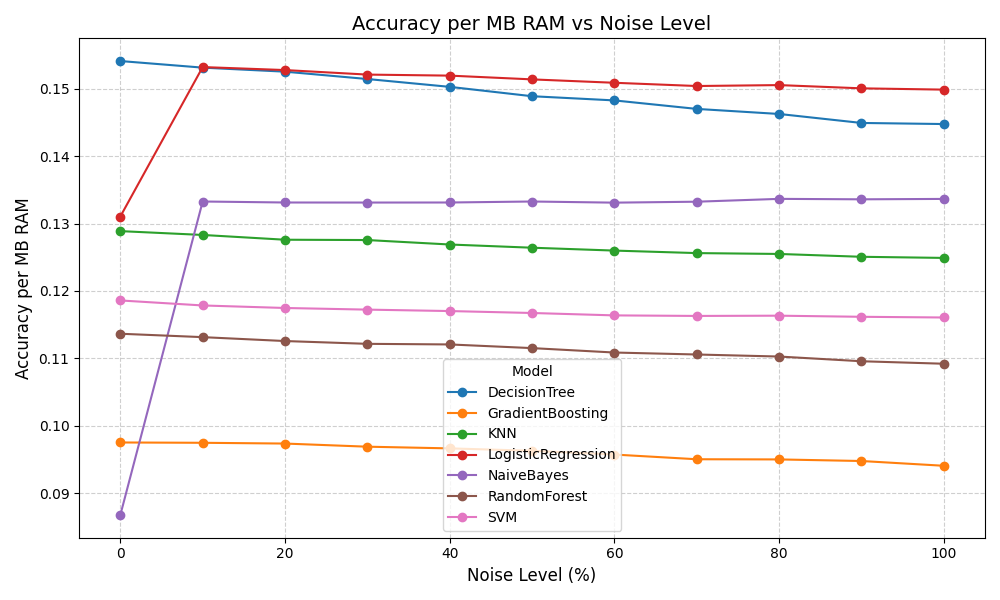 Accuracy per MB RAM vs Noise Level
Accuracy per MB RAM
0.15
0.14
0.13
0.12
0.11
0.10
0.09
Model
DecisionTree
GradientBoosting
KNN
LogisticRegression
NaiveBayes
RandomForest
SVM
0 20 40 60 80 100
Noise Level (%)